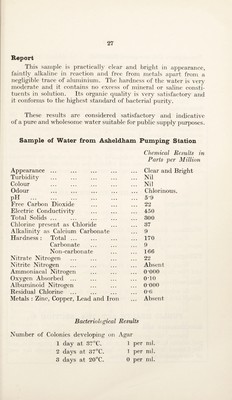 27
Report
This sample is practically clear and bright in appearance,
faintly alkaline in reaction and free from metals apart from a
negligible trace of aluminium. The hardness of the water is very
moderate and it contains no excess of mineral or saline consti-
tuents in solution. Its organic quality is very satisfactory and
it conforms to the highest standard of bacterial purity.
These results are considered satisfactory and indicative
of a pure and wholesome water suitable for public supply purposes.
Sample of Water from Asheldham Pumping Station
Chemical Results in
Parts per Million
Appearance ... ... ... ... ... Clear and Bright
Turbidity ... ... ... ... ... Nil
Colour ... ... ... ... ... Nil
Odour ... ... ... ... ... Chlorinous.
pH ... ... ... ... ... 5·9
Free Carbon Dioxide ... ... ... 22
Electric Conductivity ... ... ... 450
Total Solids ... ... ... ... ... 300
Chlorine present as Chloride ... ... 37
Alkalinity as Calcium Carbonate ... ... 9
Hardness : Total ... ... ... ... 170
Carbonate ... ... ... 9
Non-carbonate ... ... 166
Nitrate Nitrogen ... ... ... ... 22
Nitrite Nitrogen ... ... ... ... Absent
Ammoniacal Nitrogen ... ... ... 0·000
Oxygen Absorbed ... ... ... ... 0·10
Albuminoid Nitrogen ... ... ... 0·000
Residual Chlorine ... ... ... ... 0·6
Metals : Zinc, Copper, Lead and Iron ... Absent
Bacteriological Results
Number of Colonies developing on Agar
1 day at 37°C. 1 per ml.
2 days at 37°C. 1 per ml.
3 days at 20°C. 0 per ml.